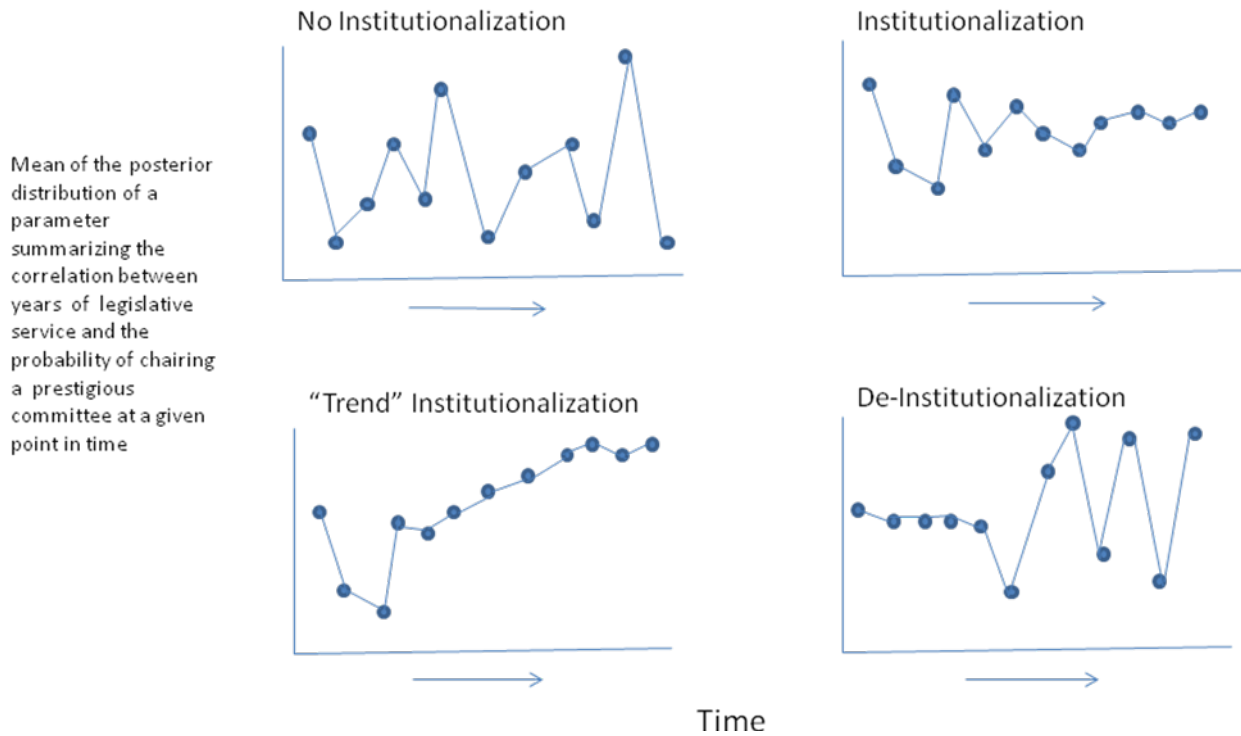 No Institutionalization
Institutionalization
Mean of the posterior
distribution of a
parameter
summarizing the
correlation between
years of legislative
service and the
probability of chairing
a prestigious
committee at a given
point in time
“Trend” Institutionalization
De-Institutionalization
Time